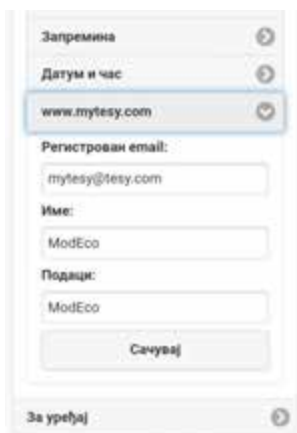 Запремина
Датум и час
www.mytesy.com
Регистрован email:
mytesy@tesy.com
Име:
ModEco
Подаци:
ModEco
Сачувај
За уређај